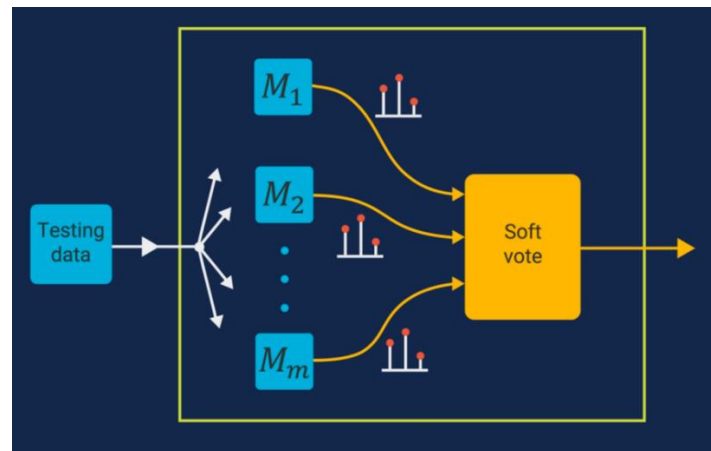 M₁
Testing
data
M₂
Soft
vote
Mₘ